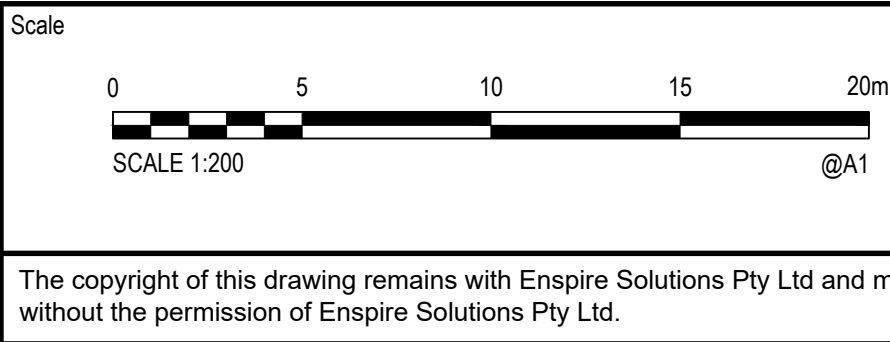 Scale
0 5 10 15 20m
SCALE 1:200 @A1
The copyright of this drawing remains with Enspire Solutions Pty Ltd and m
without the permission of Enspire Solutions Pty Ltd.